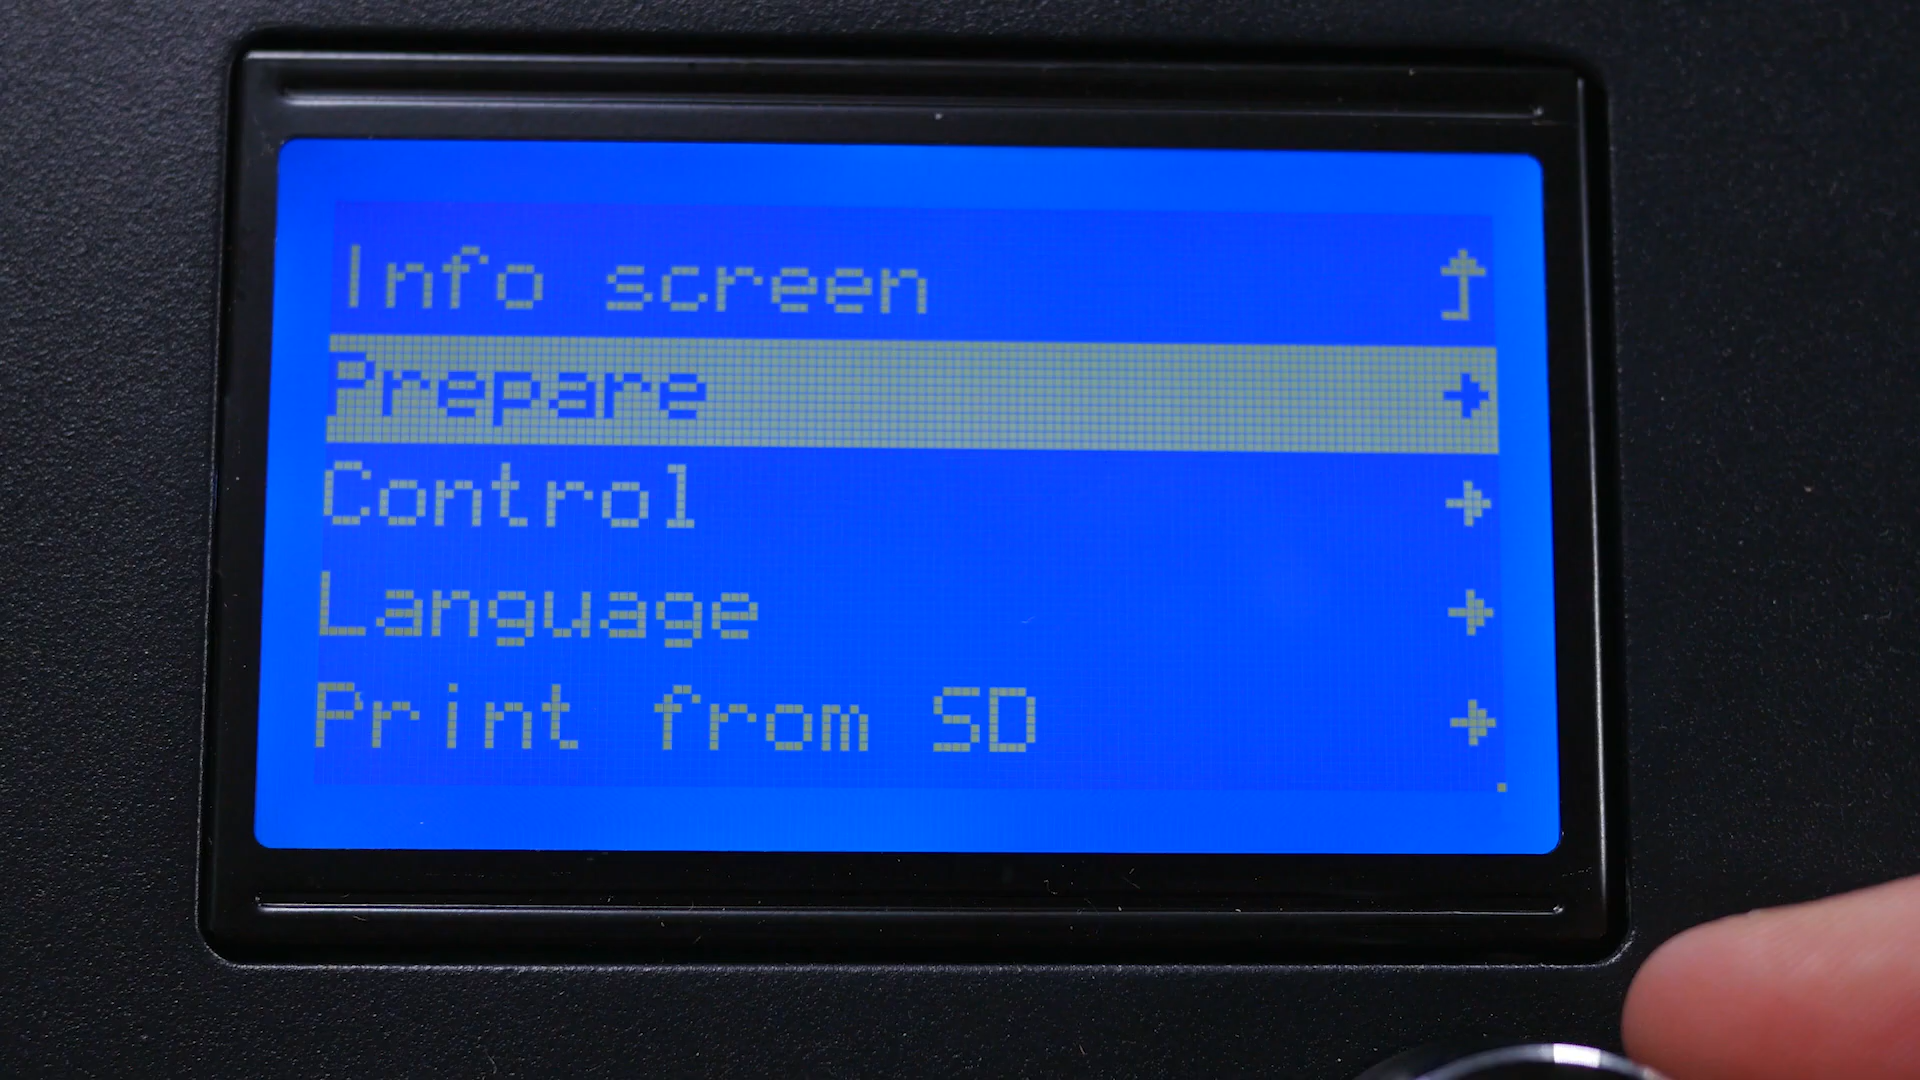 Info screen
Prepare
Control
Language
Print from SD